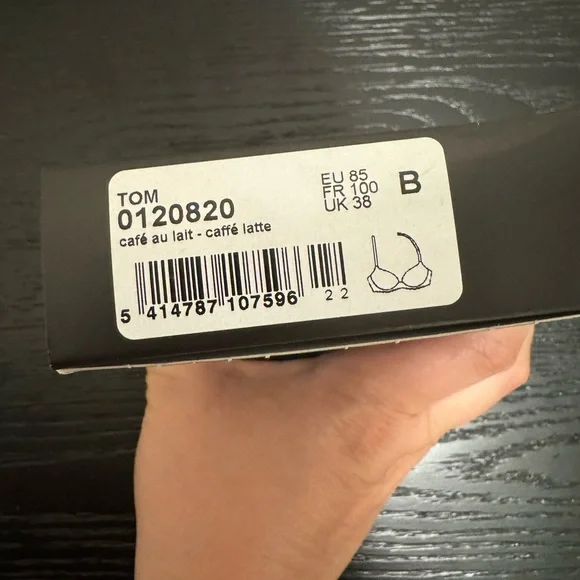 TOM
0120820
café au lait - caffé latte
EU 85
FR 100
UK 38
B
5 414787 107596 22